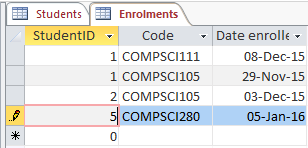 Students Enrolments
StudentID Code Date enrolle
1 COMPSCI111 08-Dec-15
1 COMPSCI105 29-Nov-15
2 COMPSCI105 03-Dec-15
5 COMPSCI280 05-Jan-16
0